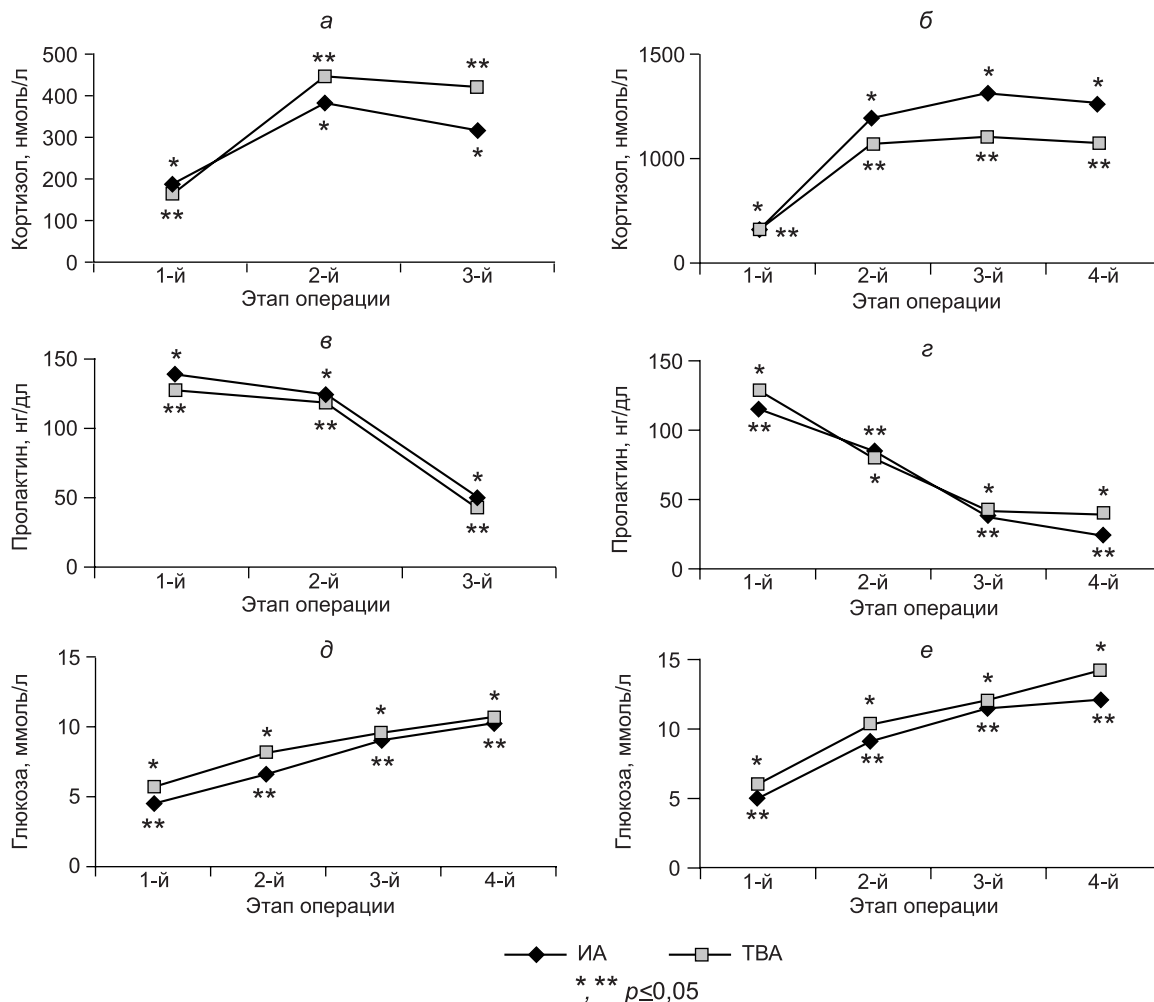 а
500
400
300
200
100
0
Кортизол, нмоль/л
*
**
**
*
**
*
1-й 2-й 3-й
Этап операции
б
1500
1000
0
Кортизол, нмоль/л
*
**
*
**
*
**
*
**
1-й 2-й 3-й 4-й
Этап операции
в
150
100
50
0
Пролактин, нг/дл
*
**
*
**
*
**
1-й 2-й 3-й
Этап операции
г
150
100
50
0
Пролактин, нг/дл
*
**
**
*
*
**
*
**
1-й 2-й 3-й 4-й
Этап операции
д
15
10
5
0
Глюкоза, ммоль/л
*
**
*
**
*
**
*
**
1-й 2-й 3-й 4-й
Этап операции
е
15
10
5
0
Глюкоза, ммоль/л
*
**
*
**
*
**
*
**
1-й 2-й 3-й 4-й
Этап операции
ИА ТВА
*, ** p≤0,05